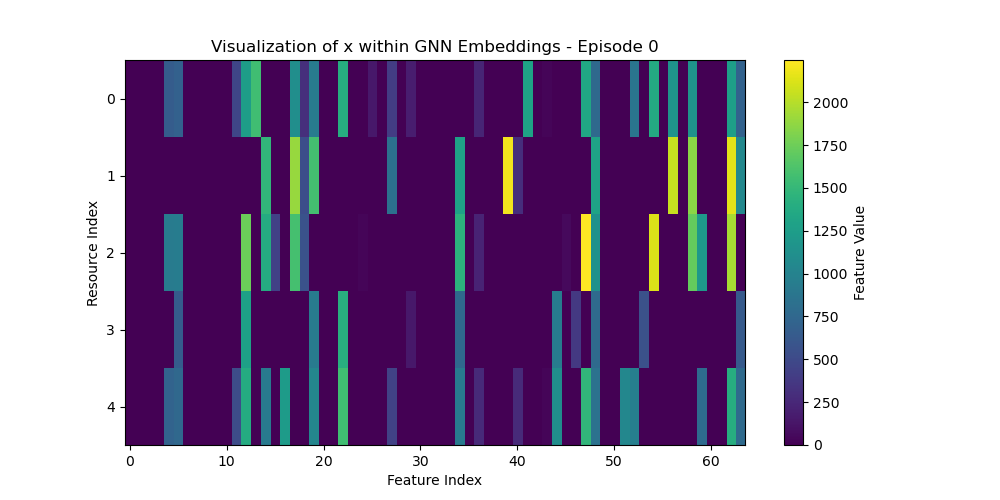 Visualization of x within GNN Embeddings - Episode 0
Resource Index
0
1
2
3
4
0 10 20 30 40 50 60
Feature Index
2000
1750
1500
1250
1000
750
500
250
0
Feature Value